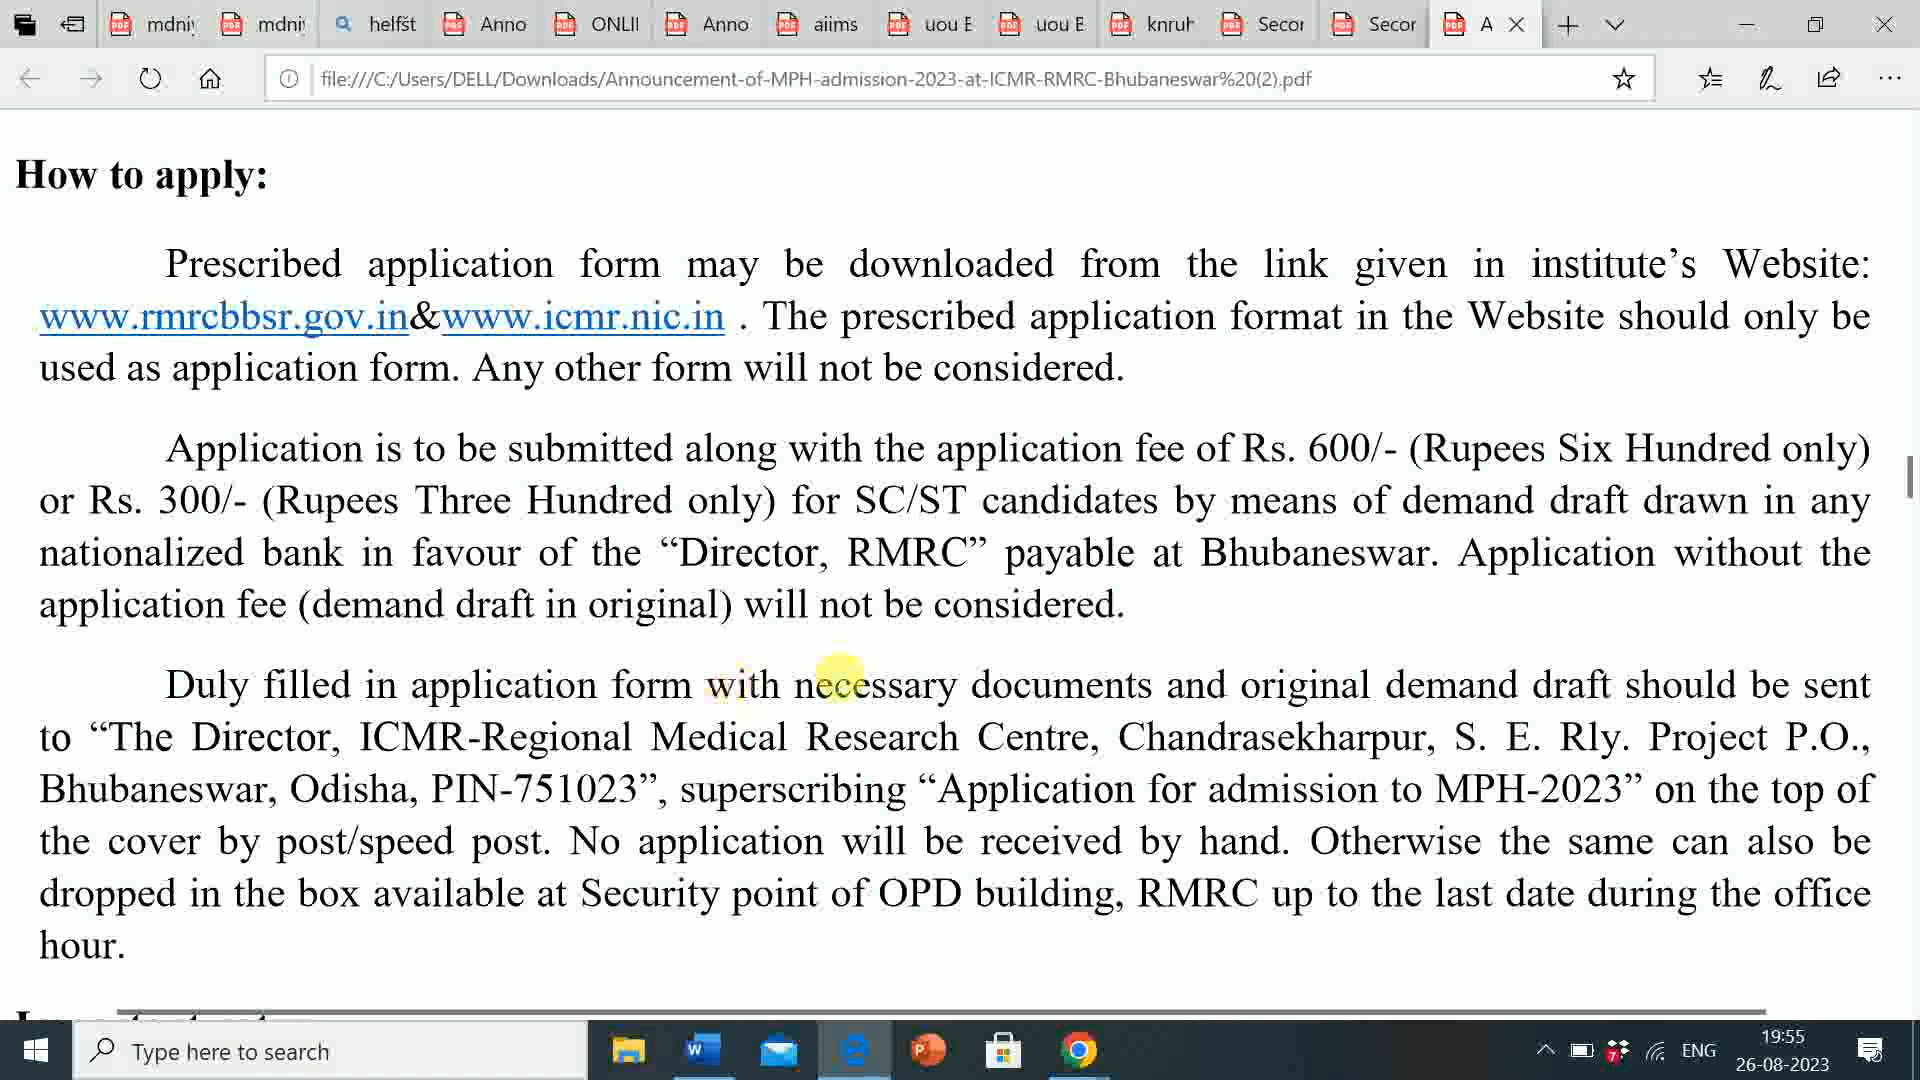 mdniy mdniy helfst Anno ONLII Anno aiims uou E uou E knruh Secor Secor A
file:///C:/Users/DELL/Downloads/Announcement-of-MPH-admission-2023-at-ICMR-RMRC-Bhubaneswar%20(2).pdf
How to apply:
Prescribed application form may be downloaded from the link given in institute’s Website:
www.rmrcbbsr.gov.in&www.icmr.nic.in . The prescribed application format in the Website should only be
used as application form. Any other form will not be considered.
Application is to be submitted along with the application fee of Rs. 600/- (Rupees Six Hundred only)
or Rs. 300/- (Rupees Three Hundred only) for SC/ST candidates by means of demand draft drawn in any
nationalized bank in favour of the “Director, RMRC” payable at Bhubaneswar. Application without the
application fee (demand draft in original) will not be considered.
Duly filled in application form with necessary documents and original demand draft should be sent
to “The Director, ICMR-Regional Medical Research Centre, Chandrasekharpur, S. E. Rly. Project P.O.,
Bhubaneswar, Odisha, PIN-751023”, superscribing “Application for admission to MPH-2023” on the top of
the cover by post/speed post. No application will be received by hand. Otherwise the same can also be
dropped in the box available at Security point of OPD building, RMRC up to the last date during the office
hour.
Type here to search
7
ENG
19:55
26-08-2023